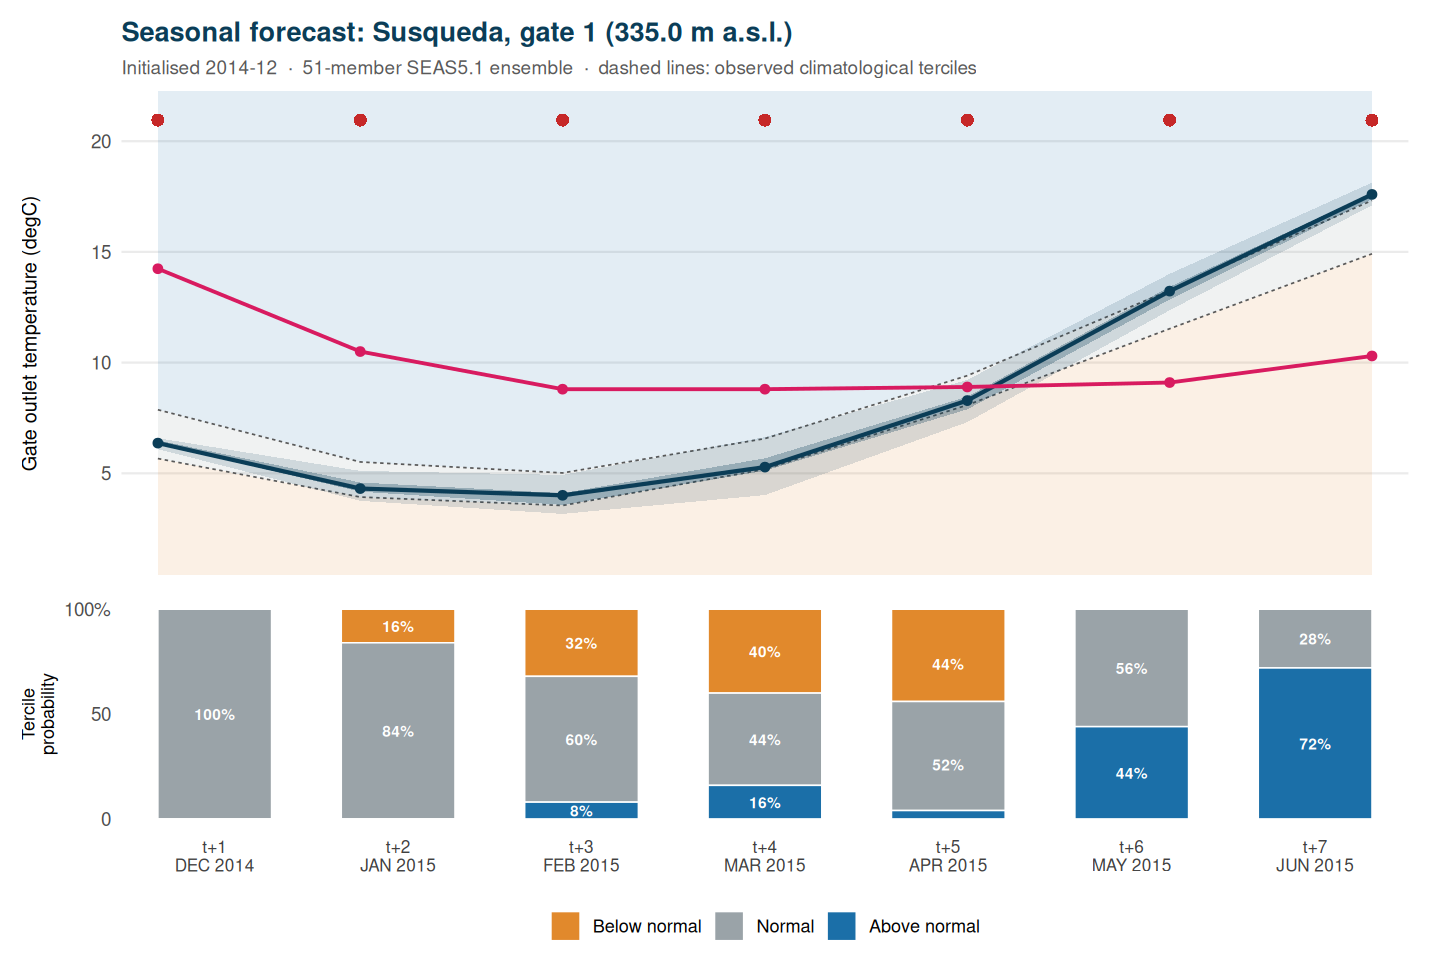 Seasonal forecast: Susqueda, gate 1 (335.0 m a.s.l.)
Initialised 2014-12 · 51-member SEAS5.1 ensemble · dashed lines: observed climatological terciles
Gate outlet temperature (degC)
20
15
10
5
Tercile
probability
100%
50
0
100%
16%
84%
32%
60%
8%
40%
44%
16%
44%
52%
56%
44%
28%
72%
t+1
DEC 2014
t+2
JAN 2015
t+3
FEB 2015
t+4
MAR 2015
t+5
APR 2015
t+6
MAY 2015
t+7
JUN 2015
Below normal
Normal
Above normal